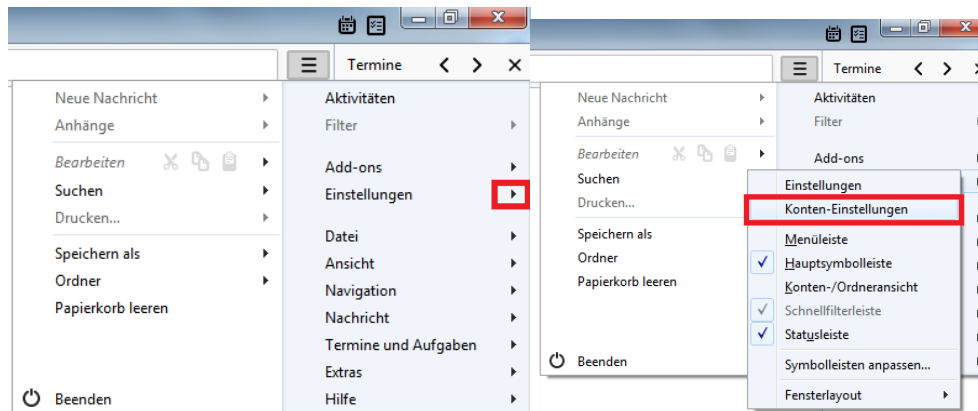 Termine
Neue Nachricht
Anhänge
Bearbeiten
Suchen
Drucken...
Speichern als
Ordner
Papierkorb leeren
Beenden
Aktivitäten
Filter
Add-ons
Einstellungen
Datei
Ansicht
Navigation
Nachricht
Termine und Aufgaben
Extras
Hilfe
Termine
Neue Nachricht
Anhänge
Bearbeiten
Suchen
Drucken...
Speichern als
Ordner
Papierkorb leeren
Beenden
Aktivitäten
Filter
Add-ons
Einstellungen
Konten-Einstellungen
Menüleiste
Hauptsymbolleiste
Konten-/Ordneransicht
Schnellfilterleiste
Statusleiste
Symbolleisten anpassen...
Fensterlayout